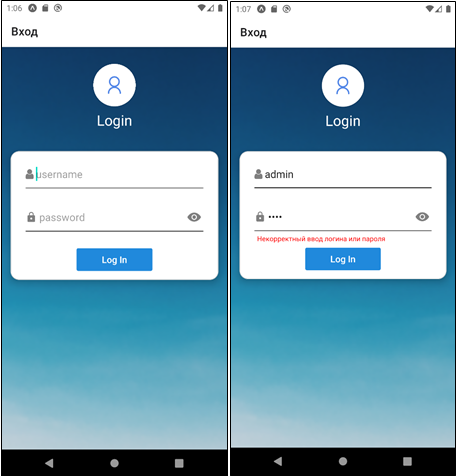 1:06
Вход
Login
username
password
Log In
1:07
Вход
Login
admin
••••
Некорректный ввод логина или пароля
Log In